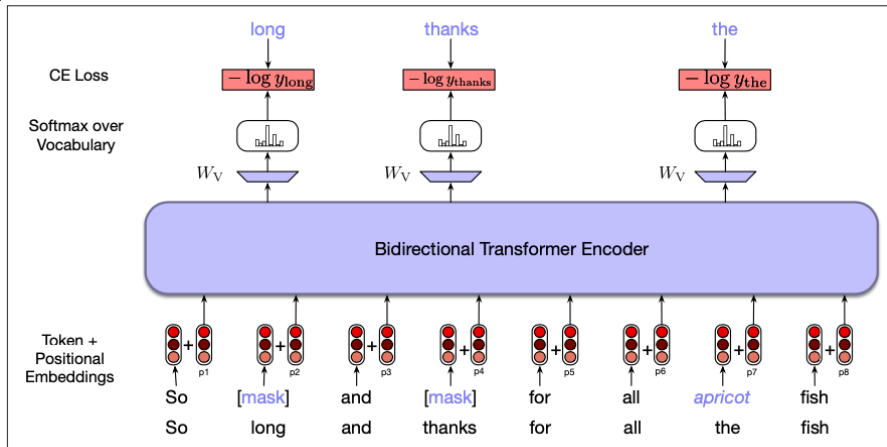 long thanks the
CE Loss − log y_long − log y_thanks − log y_the
Softmax over
Vocabulary
W_V W_V W_V
Bidirectional Transformer Encoder
Token +
Positional
Embeddings
+ + + + + + + +
p1 p2 p3 p4 p5 p6 p7 p8
So [mask] and [mask] for all apricot fish
So long and thanks for all the fish